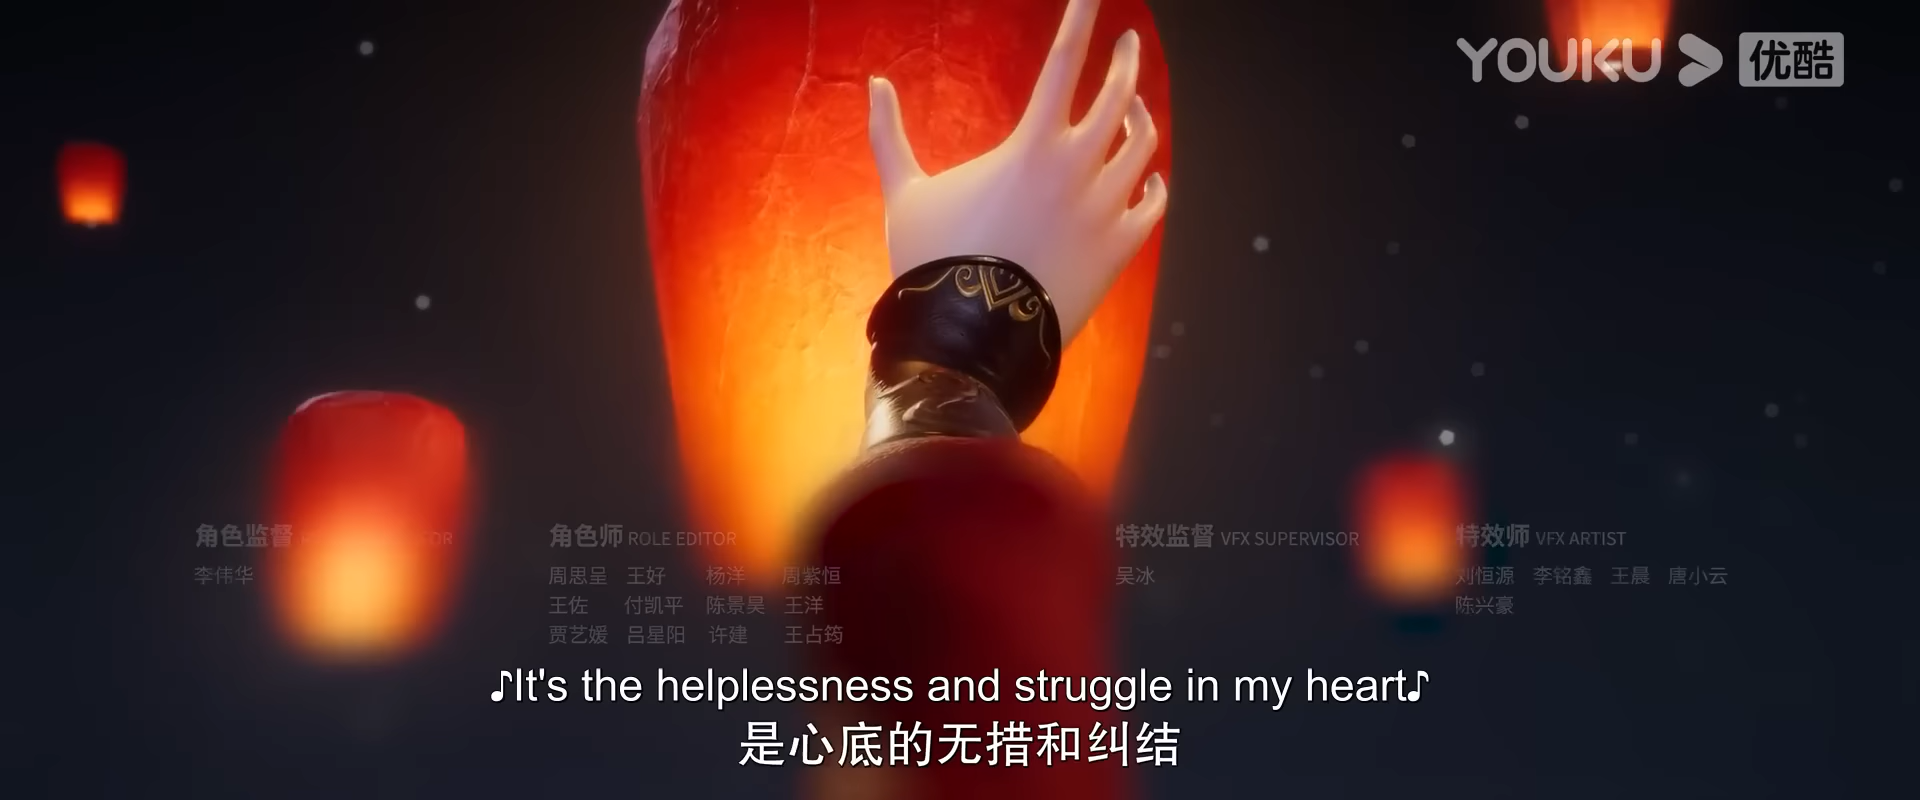 YOUKU 优酷
角色监督
李伟华
角色师 ROLE EDITOR
周思呈 王好 杨洋 周紫恒
王佐 付凯平 陈景昊 王洋
贾艺媛 吕星阳 许建 王占筠
特效监督 VFX SUPERVISOR
吴冰
特效师 VFX ARTIST
刘恒源 李铭鑫 王晨 唐小云
陈兴豪
♪It's the helplessness and struggle in my heart♪
是心底的无措和纠结